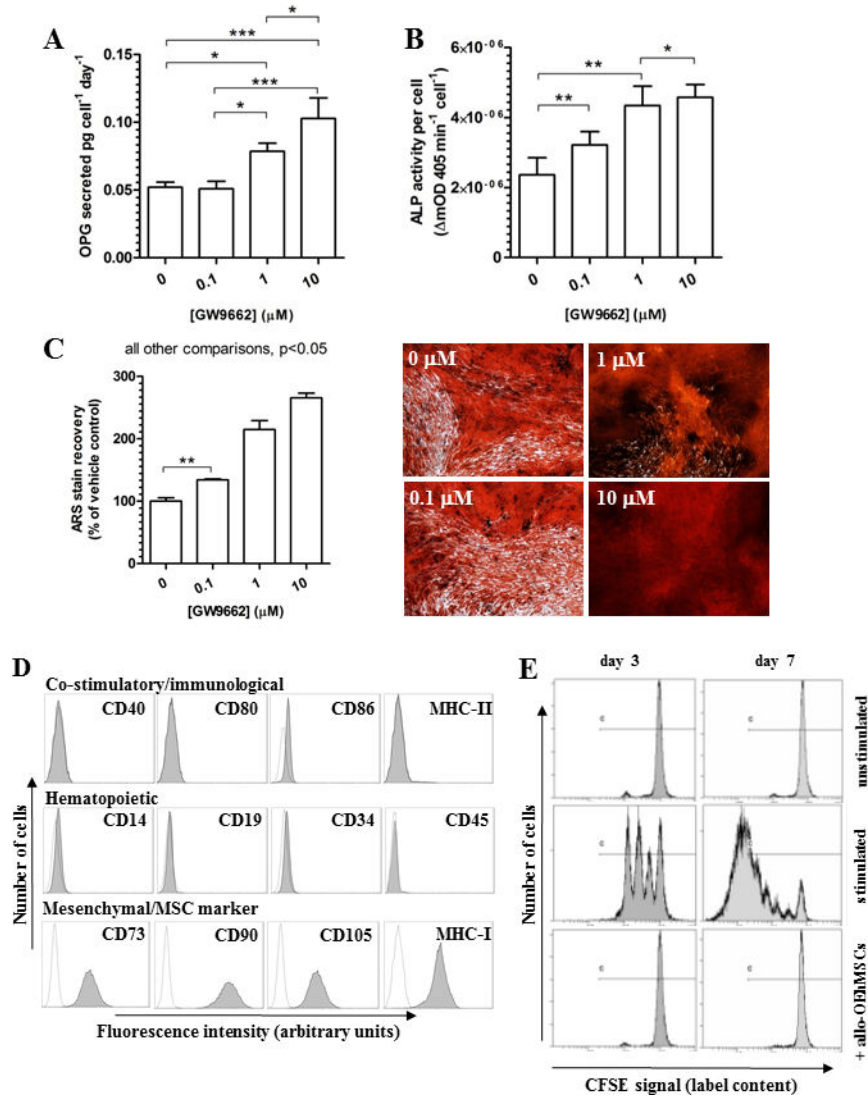 A
OPG secreted pg cell⁻¹ day⁻¹
0.15
0.10
0.05
0.00
*
***
*
***
*
0
0.1
1
10
[GW9662] (µM)
B
ALP activity per cell
(ΔmOD 405 min⁻¹ cell⁻¹)
6×10⁻⁰⁶
4×10⁻⁰⁶
2×10⁻⁰⁶
0
*
**
**
0
0.1
1
10
[GW9662] (µM)
C
all other comparisons, p<0.05
ARS stain recovery
(% of vehicle control)
300
200
100
0
**
0
0.1
1
10
[GW9662] (µM)
0 µM
1 µM
0.1 µM
10 µM
D
Co-stimulatory/immunological
CD40
CD80
CD86
MHC-II
Hematopoietic
CD14
CD19
CD34
CD45
Mesenchymal/MSC marker
CD73
CD90
CD105
MHC-I
Number of cells
Fluorescence intensity (arbitrary units)
E
day 3
day 7
unstimulated
stimulated
+ allo-OEhMSCs
Number of cells
CFSE signal (label content)